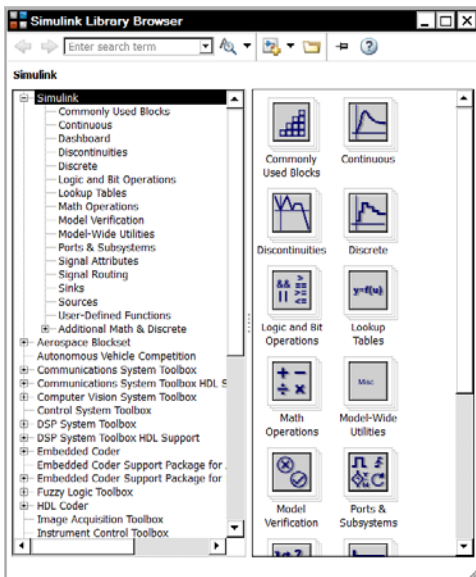 Simulink Library Browser
Enter search term
Simulink
Simulink
Commonly Used Blocks
Continuous
Dashboard
Discontinuities
Discrete
Logic and Bit Operations
Lookup Tables
Math Operations
Model Verification
Model-Wide Utilities
Ports & Subsystems
Signal Attributes
Signal Routing
Sinks
Sources
User-Defined Functions
Additional Math & Discrete
Aerospace Blockset
Autonomous Vehicle Competition
Communications System Toolbox
Communications System Toolbox HDL S
Computer Vision System Toolbox
Control System Toolbox
DSP System Toolbox
DSP System Toolbox HDL Support
Embedded Coder
Embedded Coder Support Package for
Embedded Coder Support Package for
Fuzzy Logic Toolbox
HDL Coder
Image Acquisition Toolbox
Instrument Control Toolbox
Commonly
Used Blocks
Continuous
Discontinuities
Discrete
&& >
|| >= <=
Logic and Bit
Operations
y=f(u)
Lookup
Tables
+ −
÷ ×
Math
Operations
Misc
Model-Wide
Utilities
Model
Verification
Ports &
Subsystems